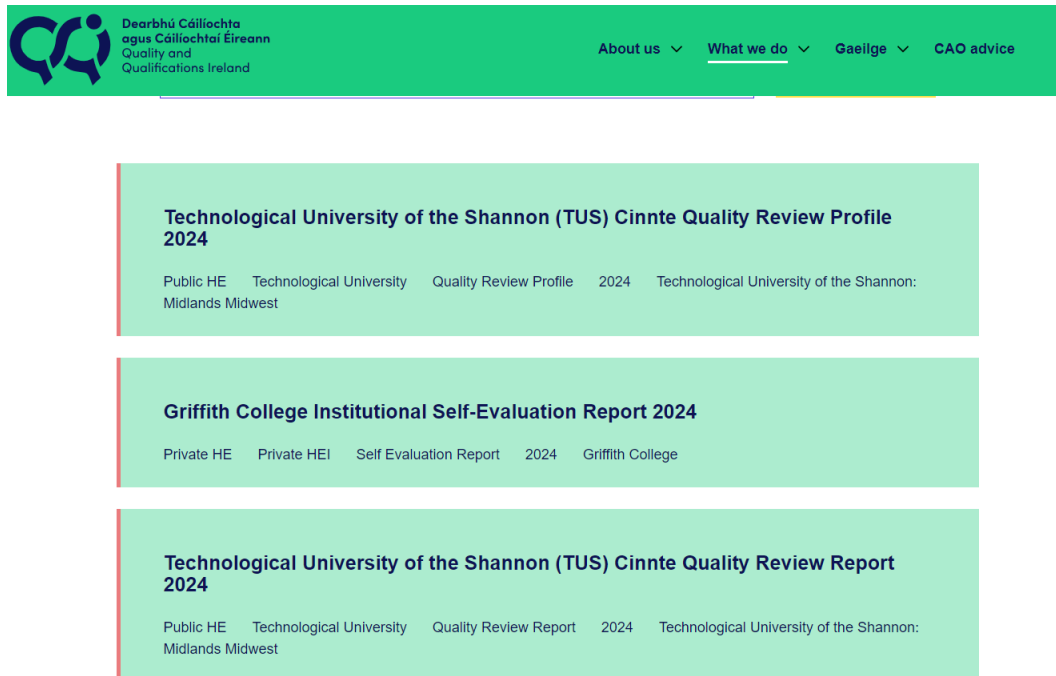 Dearbhú Cáilíochta
agus Cáilíochtaí Éireann
Quality and
Qualifications Ireland
About us
What we do
Gaeilge
CAO advice
Technological University of the Shannon (TUS) Cinnte Quality Review Profile
2024
Public HE Technological University Quality Review Profile 2024 Technological University of the Shannon:
Midlands Midwest
Griffith College Institutional Self-Evaluation Report 2024
Private HE Private HEI Self Evaluation Report 2024 Griffith College
Technological University of the Shannon (TUS) Cinnte Quality Review Report
2024
Public HE Technological University Quality Review Report 2024 Technological University of the Shannon:
Midlands Midwest